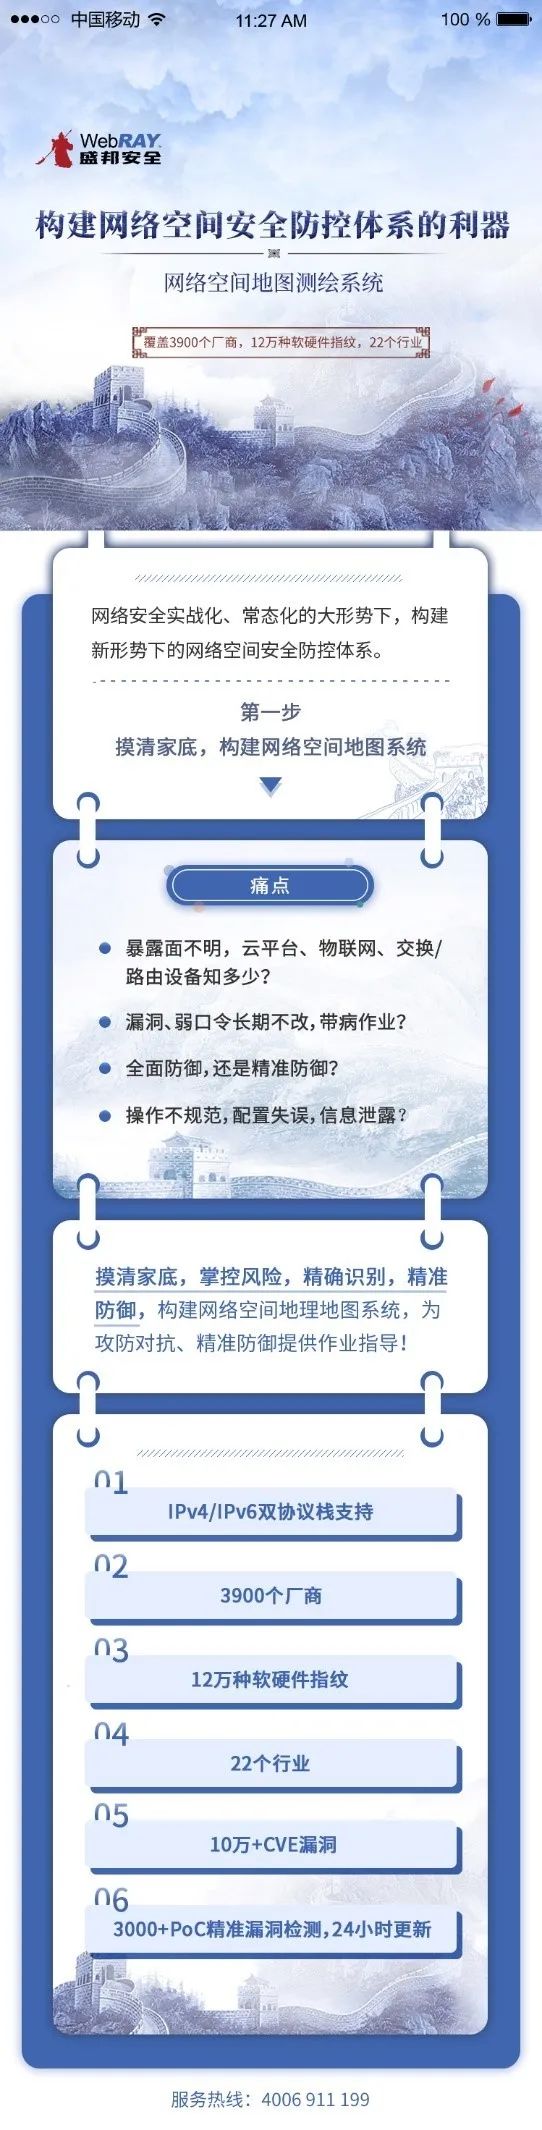 中国移动
11:27 AM
100 %
WebRAY
盛邦安全
构建网络空间安全防控体系的利器
网络空间地图测绘系统
覆盖3900个厂商，12万种软硬件指纹，22个行业
网络安全实战化、常态化的大形势下，构建
新形势下的网络空间安全防控体系。
第一步
摸清家底，构建网络空间地图系统
痛点
暴露面不明，云平台、物联网、交换/
路由设备知多少？
漏洞、弱口令长期不改，带病作业？
全面防御，还是精准防御？
操作不规范，配置失误，信息泄露？
摸清家底，掌控风险，精确识别，精准
防御，构建网络空间地理地图系统，为
攻防对抗、精准防御提供作业指导！
01
IPv4/IPv6双协议栈支持
02
3900个厂商
03
12万种软硬件指纹
04
22个行业
05
10万+CVE漏洞
06
3000+PoC精准漏洞检测，24小时更新
服务热线：4006 911 199